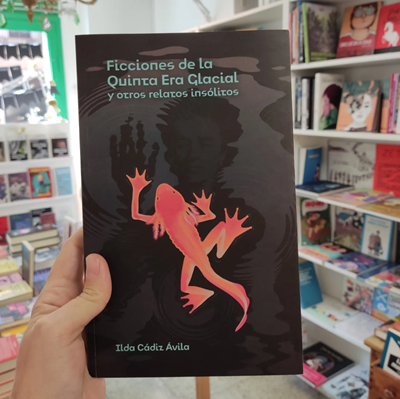 Ficciones de la
Quinta Era Glacial
y otros relatos insólitos
Ilda Cádiz Ávila